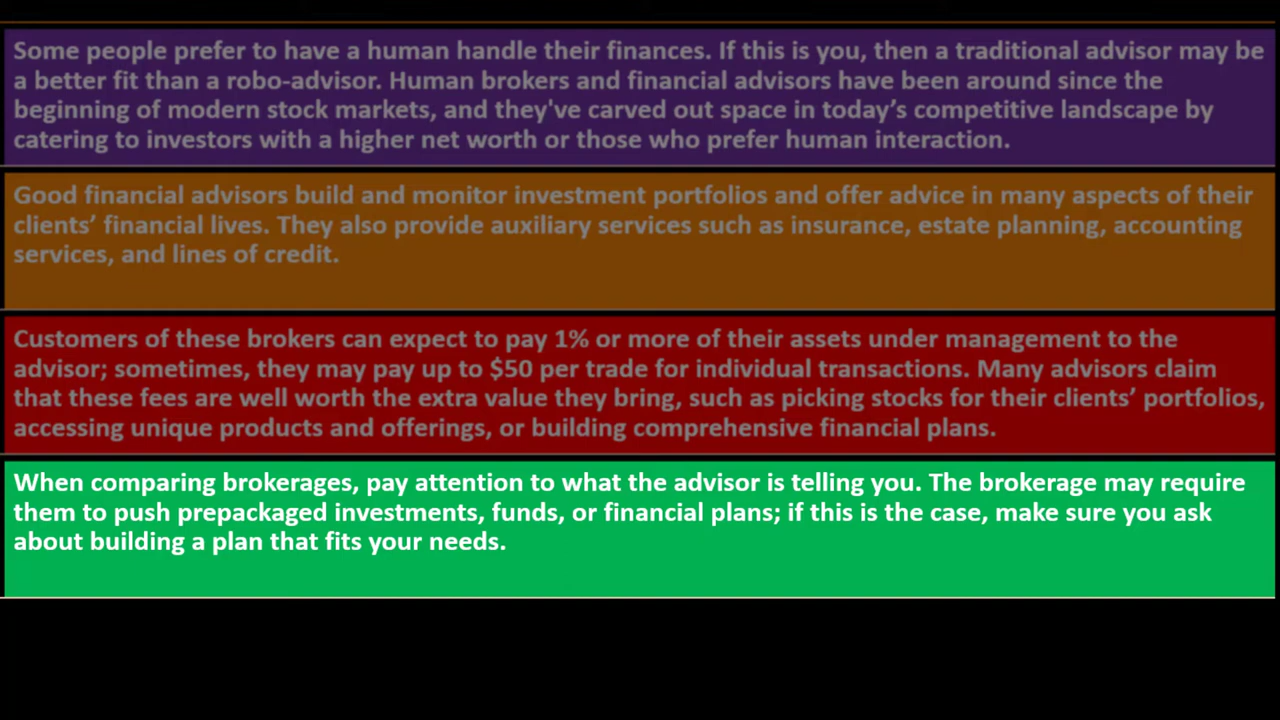 Some people prefer to have a human handle their finances. If this is you, then a traditional advisor may be
a better fit than a robo-advisor. Human brokers and financial advisors have been around since the
beginning of modern stock markets, and they've carved out space in today’s competitive landscape by
catering to investors with a higher net worth or those who prefer human interaction.
Good financial advisors build and monitor investment portfolios and offer advice in many aspects of their
clients’ financial lives. They also provide auxiliary services such as insurance, estate planning, accounting
services, and lines of credit.
Customers of these brokers can expect to pay 1% or more of their assets under management to the
advisor; sometimes, they may pay up to $50 per trade for individual transactions. Many advisors claim
that these fees are well worth the extra value they bring, such as picking stocks for their clients’ portfolios,
accessing unique products and offerings, or building comprehensive financial plans.
When comparing brokerages, pay attention to what the advisor is telling you. The brokerage may require
them to push prepackaged investments, funds, or financial plans; if this is the case, make sure you ask
about building a plan that fits your needs.